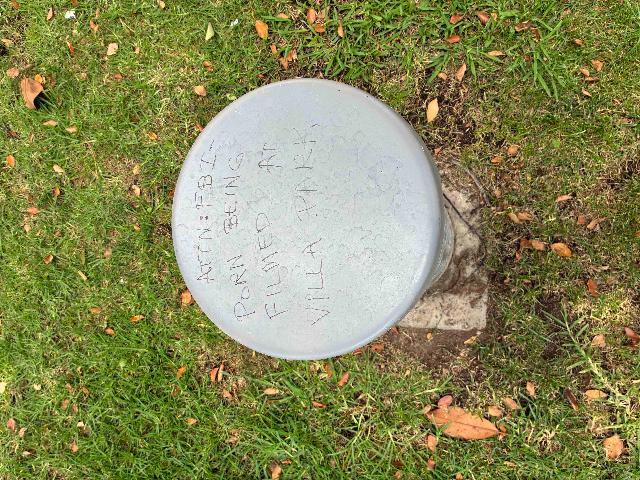 ATTN: FBI
PORN BEING
FILMED AT
VILLA PARK